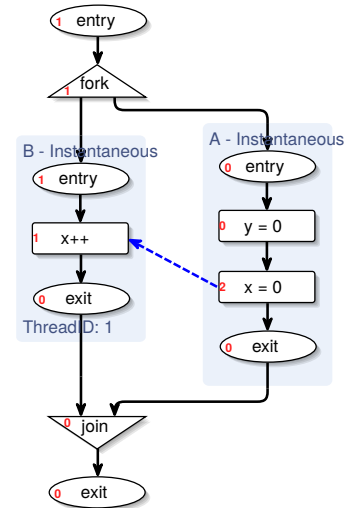 1 entry
1 fork
B - Instantaneous
A - Instantaneous
1 entry
0 entry
0 y = 0
1 x++
2 x = 0
0 exit
ThreadID: 1
0 exit
0 join
0 exit